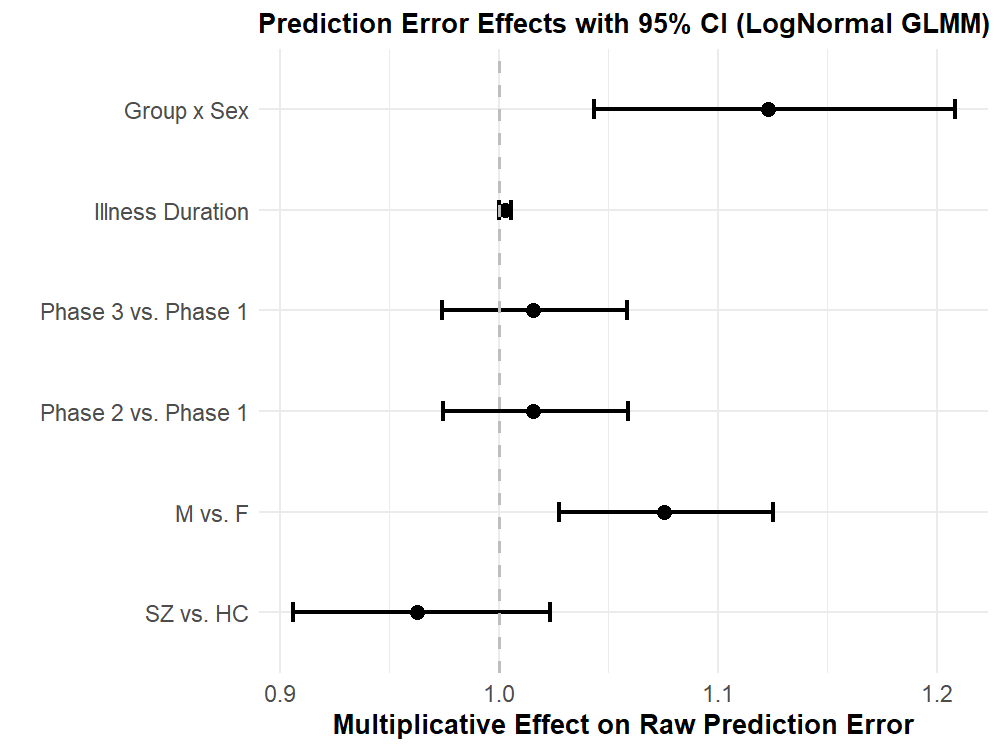 Prediction Error Effects with 95% CI (LogNormal GLMM)
Group x Sex
Illness Duration
Phase 3 vs. Phase 1
Phase 2 vs. Phase 1
M vs. F
SZ vs. HC
0.9 1.0 1.1 1.2
Multiplicative Effect on Raw Prediction Error